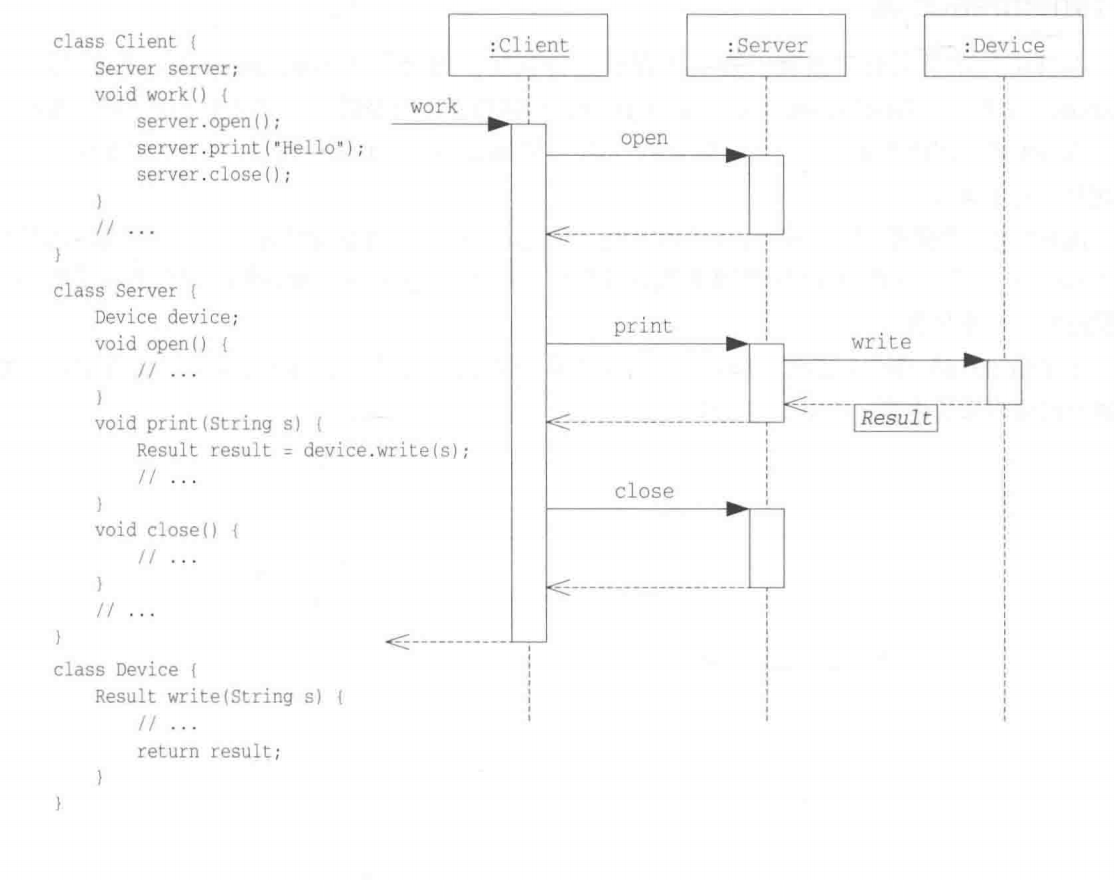 class Client {
    Server server;
    void work() {
        server.open();
        server.print("Hello");
        server.close();
    }
    // ...
}
class Server {
    Device device;
    void open() {
        // ...
    }
    void print(String s) {
        Result result = device.write(s);
        // ...
    }
    void close() {
        // ...
    }
    // ...
}
class Device {
    Result write(String s) {
        // ...
        return result;
    }
}
:Client
:Server
:Device
work
open
print
write
Result
close